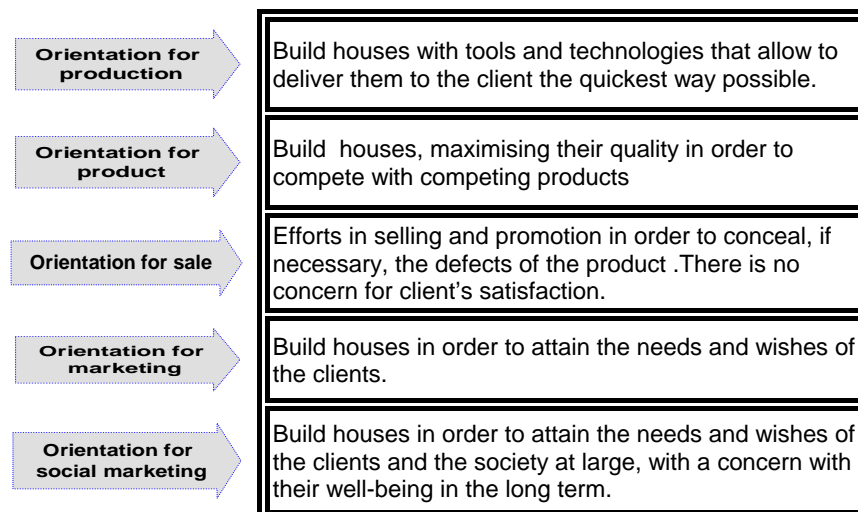 Orientation for
production
Build houses with tools and technologies that allow to
deliver them to the client the quickest way possible.
Orientation for
product
Build houses, maximising their quality in order to
compete with competing products
Orientation for sale
Efforts in selling and promotion in order to conceal, if
necessary, the defects of the product .There is no
concern for client's satisfaction.
Orientation for
marketing
Build houses in order to attain the needs and wishes of
the clients.
Orientation for
social marketing
Build houses in order to attain the needs and wishes of
the clients and the society at large, with a concern with
their well-being in the long term.